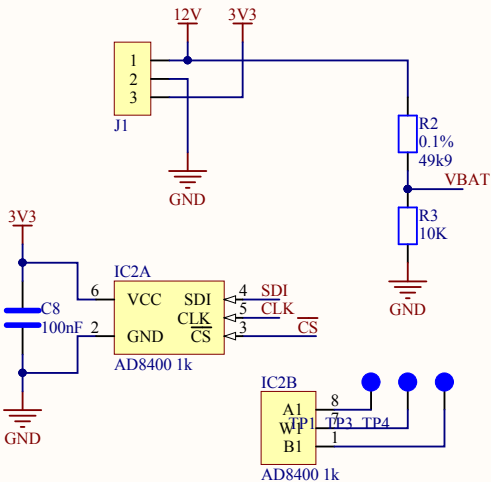 12V 3V3
1
2
3
J1
GND
R2
0.1%
49k9
VBAT
R3
10K
GND
3V3
C8
100nF
GND
IC2A
6 VCC SDI 4 SDI
CLK 5 CLK
2 GND CS 3 CS
AD8400 1k
IC2B
A1 8
W1 7
TP1 TP3 TP4
B1 1
AD8400 1k